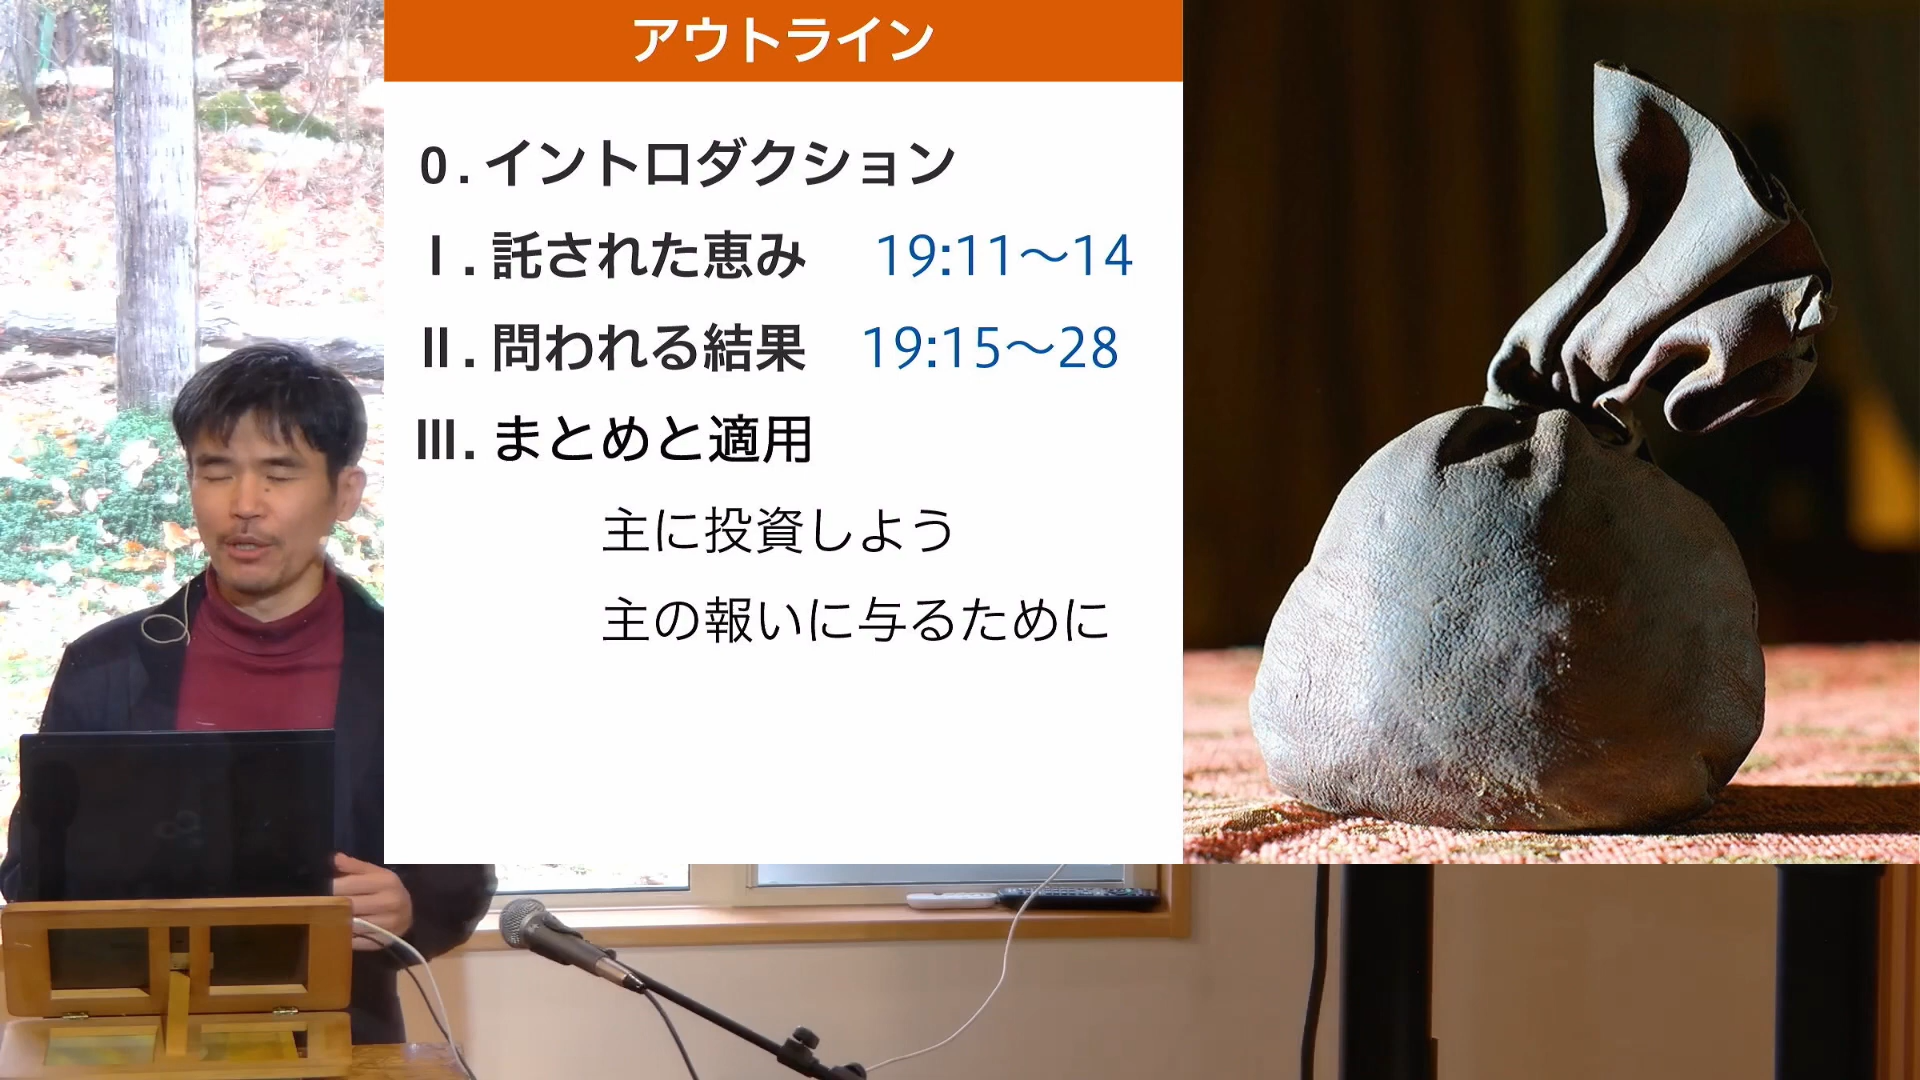 アウトライン
0. イントロダクション
I. 託された恵み 19:11～14
II. 問われる結果 19:15～28
III. まとめと適用
主に投資しよう
主の報いに与るために